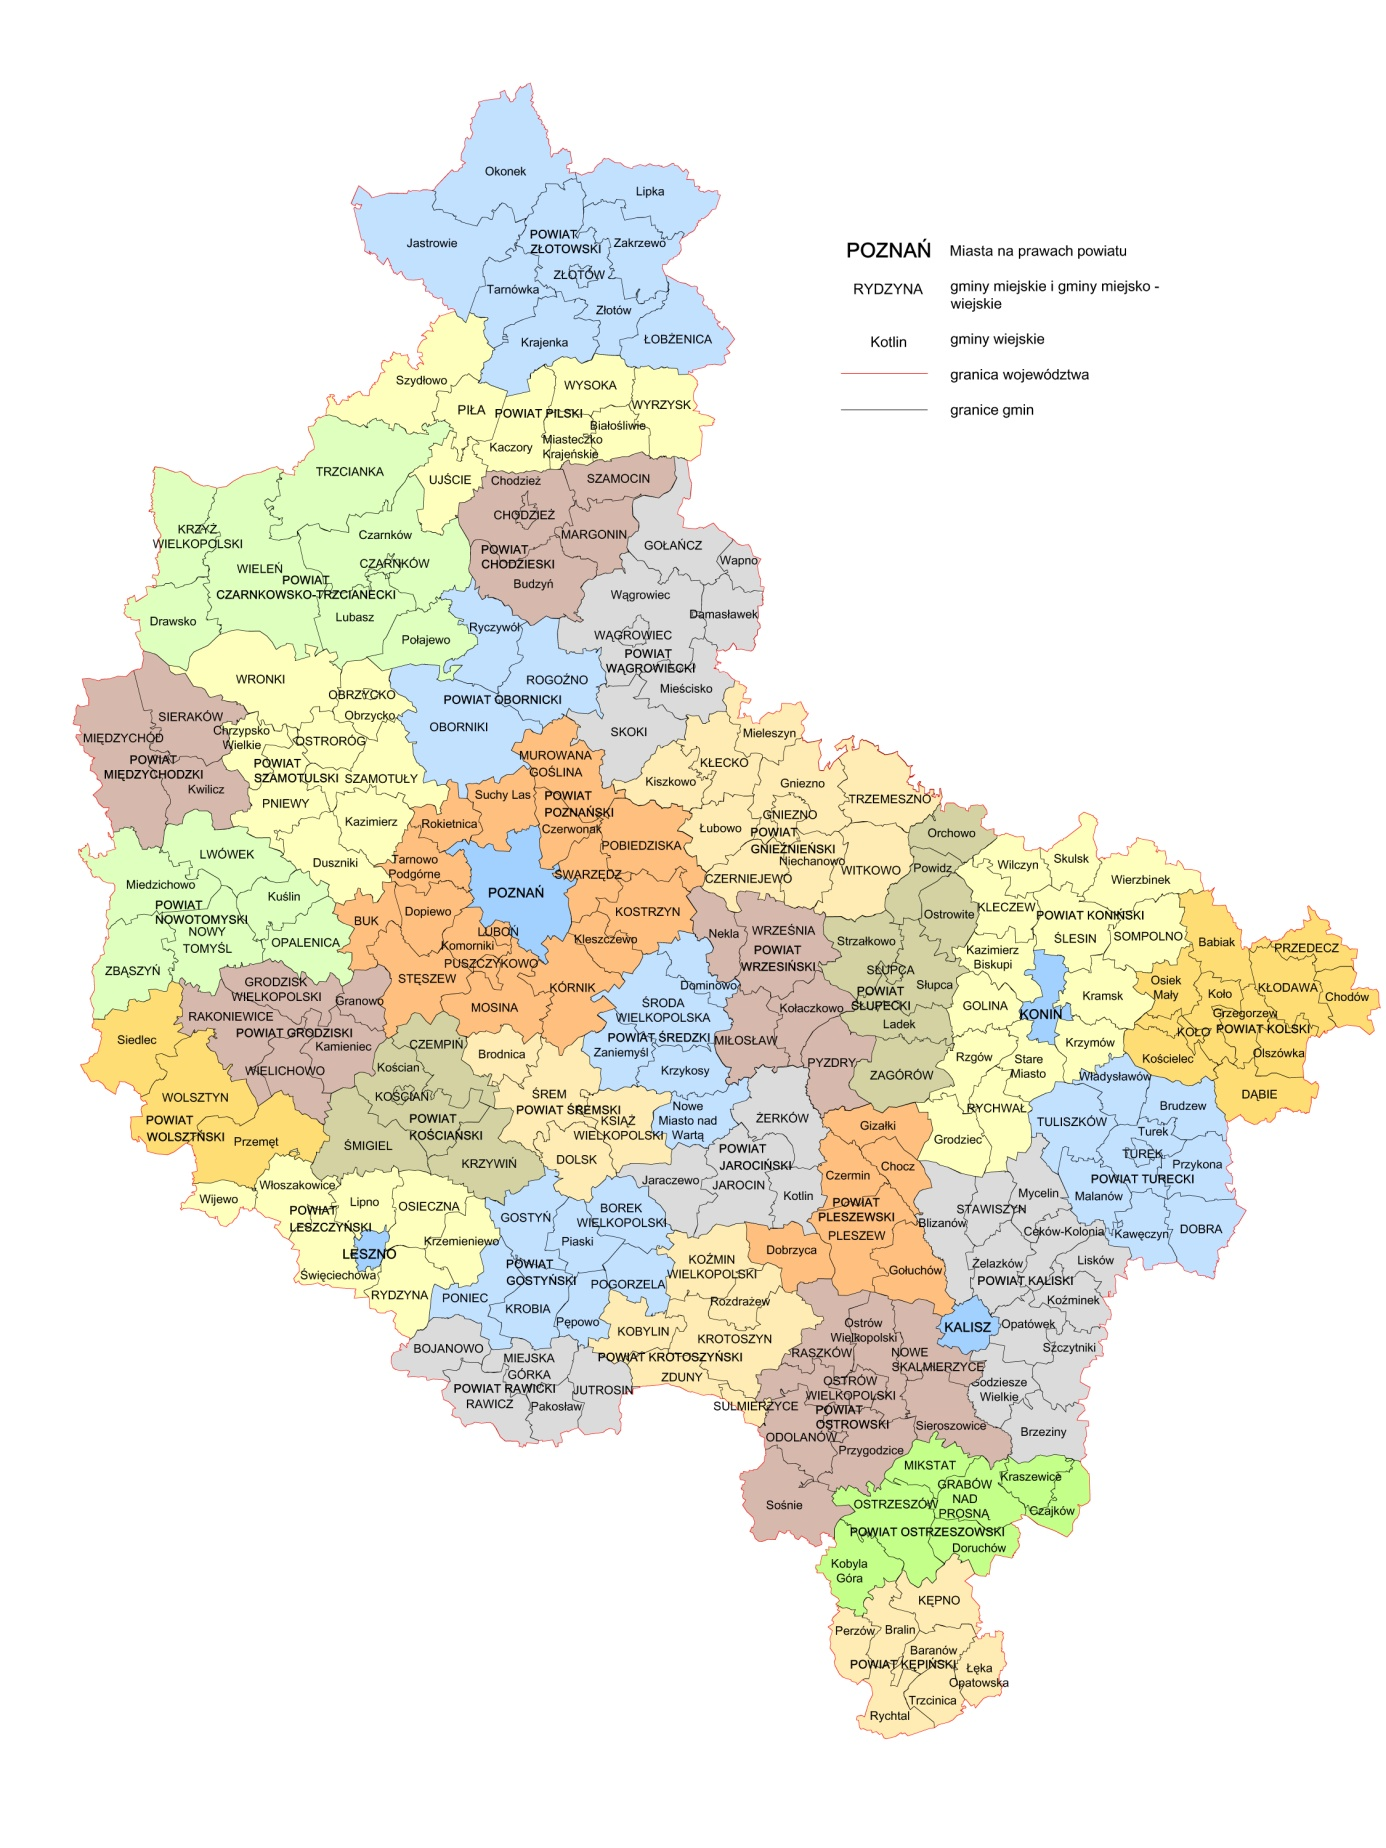 Okonek
Lipka
Jastrowie
POWIAT
ZŁOTOWSKI
Zakrzewo
ZŁOTÓW
Tarnówka
Złotów
Krajenka
ŁOBŻENICA
POZNAŃ
Miasta na prawach powiatu
RYDZYNA
gminy miejskie i gminy miejsko -
wiejskie
Kotlin
gminy wiejskie
granica województwa
granice gmin
Szydłowo
WYSOKA
PIŁA
POWIAT PILSKI
WYRZYSK
Białośliwie
Kaczory
Miasteczko
Krajeńskie
UJŚCIE
TRZCIANKA
KRZYŻ
WIELKOPOLSKI
Czarnków
WIELEŃ
CZARNKÓW
POWIAT
CZARNKOWSKO-TRZCIANECKI
Drawsko
Lubasz
Połajewo
Chodzież
SZAMOCIN
CHODZIEŻ
MARGONIN
POWIAT
CHODZIESKI
Budzyń
GOŁAŃCZ
Wapno
Wągrowiec
Damasławek
WĄGROWIEC
POWIAT
WĄGROWIECKI
Mieścisko
SKOKI
Ryczywół
ROGOŹNO
POWIAT OBORNICKI
OBORNIKI
WRONKI
OBRZYCKO
Obrzycko
Chrzypsko
Wielkie
OSTRORÓG
POWIAT
SZAMOTULSKI
SZAMOTUŁY
PNIEWY
Kazimierz
Duszniki
SIERAKÓW
MIĘDZYCHÓD
POWIAT
MIĘDZYCHODZKI
Kwilicz
MUROWANA
GOŚLINA
Suchy Las
POWIAT
POZNAŃSKI
Rokietnica
Czerwonak
POBIEDZISKA
Tarnowo
Podgórne
SWARZĘDZ
POZNAŃ
BUK
Dopiewo
KOSTRZYN
LUBOŃ
Komorniki
Kleszczewo
PUSZCZYKOWO
STĘSZEW
KÓRNIK
MOSINA
Mieleszyn
KŁECKO
Kiszkowo
Gniezno
TRZEMESZNO
GNIEZNO
Łubowo
POWIAT
GNIEŹNIEŃSKI
Niechanowo
WITKOWO
CZERNIEJEWO
LWÓWEK
Miedzichowo
Kuślin
POWIAT
NOWOTOMYSKI
NOWY
TOMYŚL
OPALENICA
ZBĄSZYŃ
GRODZISK
WIELKOPOLSKI
Granowo
RAKONIEWICE
POWIAT GRODZISKI
Kamieniec
WIELICHOWO
Siedlec
WOLSZTYN
POWIAT
WOLSZTŃSKI
Przemęt
Orchowo
Powidz
Ostrowite
Strzałkowo
SŁUPCA
Słupca
POWIAT
SŁUPECKI
Lądek
ZAGÓRÓW
Nekla
WRZEŚNIA
POWIAT
WRZESIŃSKI
Kołaczkowo
MIŁOSŁAW
PYZDRY
Dominowo
ŚRODA
WIELKOPOLSKA
POWIAT ŚREDZKI
Zaniemyśl
Krzykosy
Nowe
Miasto nad
Wartą
Wilczyn
Skulsk
Wierzbinek
KLECZEW
POWIAT KONIŃSKI
ŚLESIN
SOMPOLNO
Kazimierz
Biskupi
Kramsk
GOLINA
KONIN
Krzymów
Rzgów
Stare
Miasto
RYCHWAŁ
Grodziec
Babiak
PRZEDECZ
Osiek
Mały
Koło
KŁODAWA
Chodów
Grzegorzew
KOŁO
POWIAT KOLSKI
Kościelec
Olszówka
DĄBIE
Władysławów
Brudzew
TULISZKÓW
Turek
TUREK
Przykona
POWIAT TURECKI
Malanów
Kawęczyn
DOBRA
CZEMPIŃ
Kościan
KOŚCIAN
POWIAT
KOŚCIAŃSKI
ŚMIGIEL
KRZYWIŃ
Brodnica
ŚREM
POWIAT ŚREMSKI
KSIĄŻ
WIELKOPOLSKI
DOLSK
ŻERKÓW
POWIAT
JAROCIŃSKI
Jaraczewo
JAROCIN
Kotlin
Gizałki
Chocz
Czermin
POWIAT
PLESZEWSKI
PLESZEW
Dobrzyca
Gołuchów
Mycelin
STAWISZYN
Blizanów
Ceków-Kolonia
Żelazków
Lisków
POWIAT KALISKI
Koźminek
Opatówek
KALISZ
Szczytniki
Godziesze
Wielkie
Brzeziny
Wijewo
Włoszakowice
Lipno
OSIECZNA
POWIAT
LESZCZYŃSKI
Krzemieniewo
LESZNO
Święciechowa
RYDZYNA
GOSTYŃ
BOREK
WIELKOPOLSKI
Piaski
POWIAT
GOSTYŃSKI
POGORZELA
PONIEC
KROBIA
Pępowo
BOJANOWO
MIEJSKA
GÓRKA
POWIAT RAWICKI
JUTROSIN
RAWICZ
Pakosław
KOŹMIN
WIELKOPOLSKI
Rozdrażew
KOBYLIN
KROTOSZYN
POWIAT KROTOSZYŃSKI
ZDUNY
SULMIERZYCE
Ostrów
Wielkopolski
RASZKÓW
NOWE
SKALMIERZYCE
OSTRÓW
WIELKOPOLSKI
POWIAT
OSTROWSKI
Sieroszowice
ODOLANÓW
Przygodzice
Sośnie
MIKSTAT
Kraszewice
GRABÓW
NAD
PROSNĄ
OSTRZESZÓW
Czajków
POWIAT OSTRZESZOWSKI
Doruchów
Kobyla
Góra
KĘPNO
Perzów
Bralin
Baranów
POWIAT KĘPIŃSKI
Łęka
Opatowska
Trzcinica
Rychtal